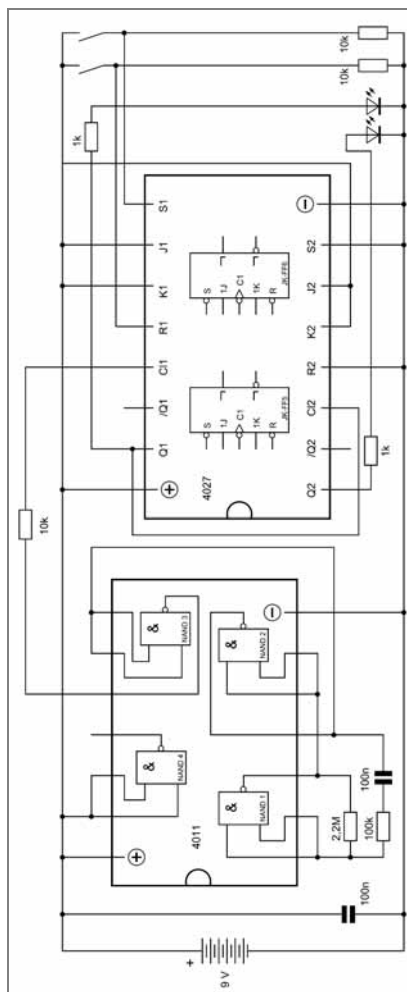 +
9 V
100n
4011
+
−
&
NAND 1
&
NAND 2
&
NAND 3
&
NAND 4
2,2M
100k
100n
10k
4027
+
Q1
/Q1
Cl1
R1
K1
J1
S1
Q2
/Q2
Cl2
R2
K2
J2
S2
−
S
1J
C1
1K
R
JK-FF5
S
1J
C1
1K
R
JK-FF6
1k
1k
10k
10k